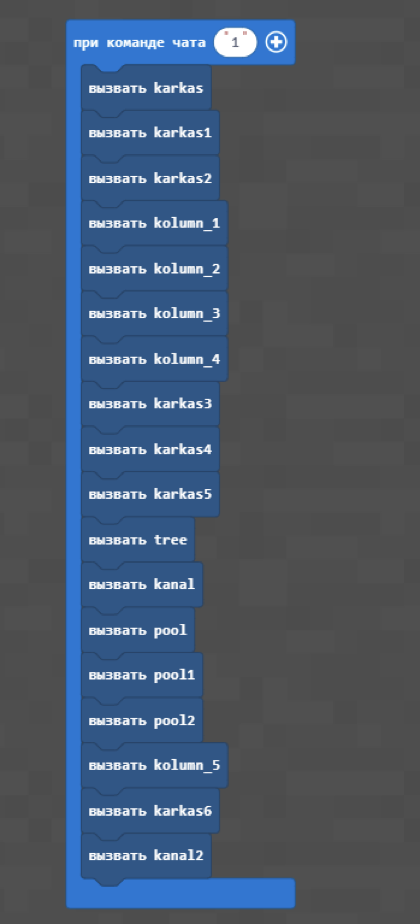 при команде чата "1"
вызвать karkas
вызвать karkas1
вызвать karkas2
вызвать kolumn_1
вызвать kolumn_2
вызвать kolumn_3
вызвать kolumn_4
вызвать karkas3
вызвать karkas4
вызвать karkas5
вызвать tree
вызвать kanal
вызвать pool
вызвать pool1
вызвать pool2
вызвать kolumn_5
вызвать karkas6
вызвать kanal2